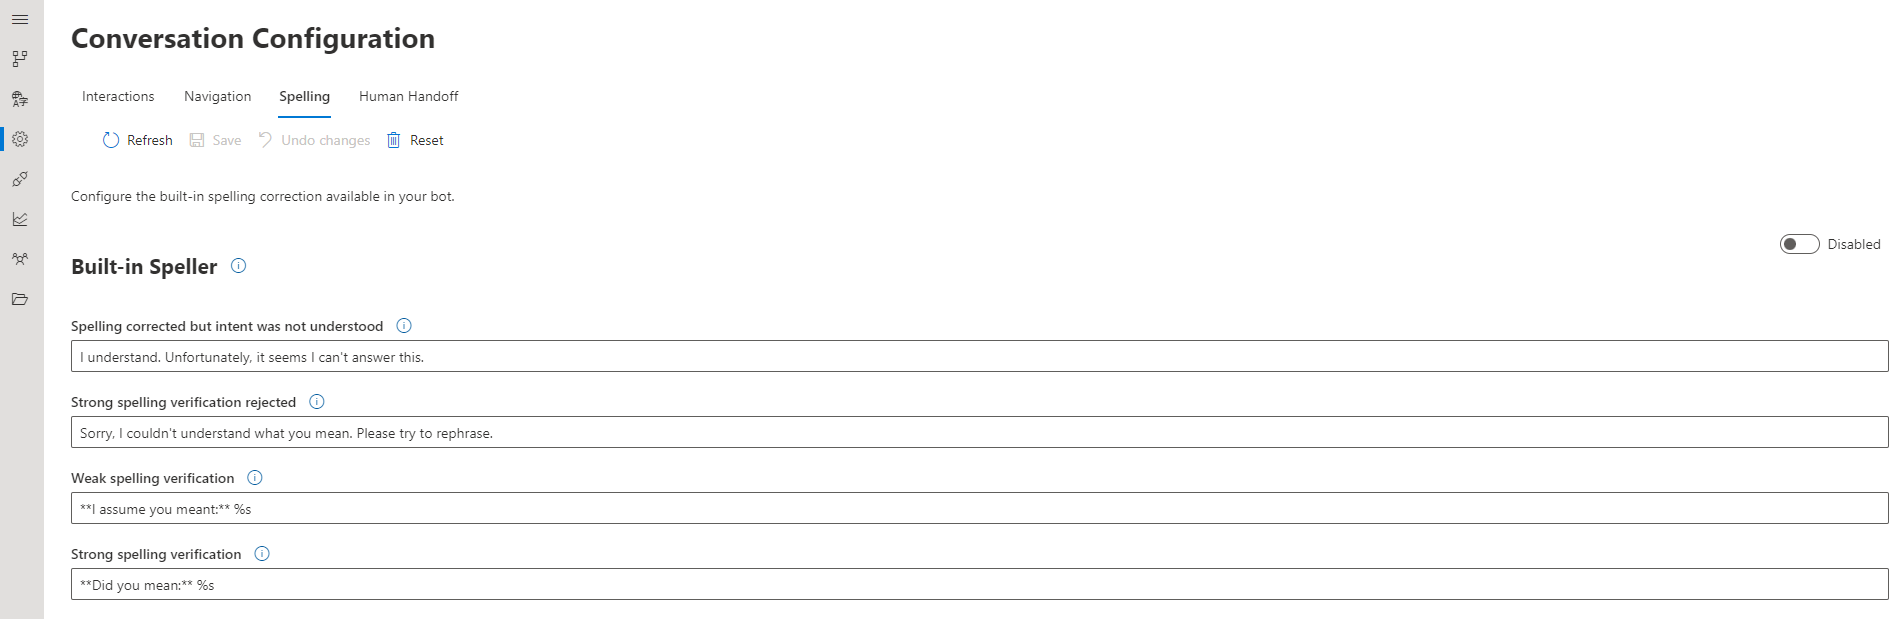 Conversation Configuration
Interactions Navigation Spelling Human Handoff
Refresh Save Undo changes Reset
Configure the built-in spelling correction available in your bot.
Disabled
Built-in Speller
Spelling corrected but intent was not understood
I understand. Unfortunately, it seems I can't answer this.
Strong spelling verification rejected
Sorry, I couldn't understand what you mean. Please try to rephrase.
Weak spelling verification
**I assume you meant:** %s
Strong spelling verification
**Did you mean:** %s